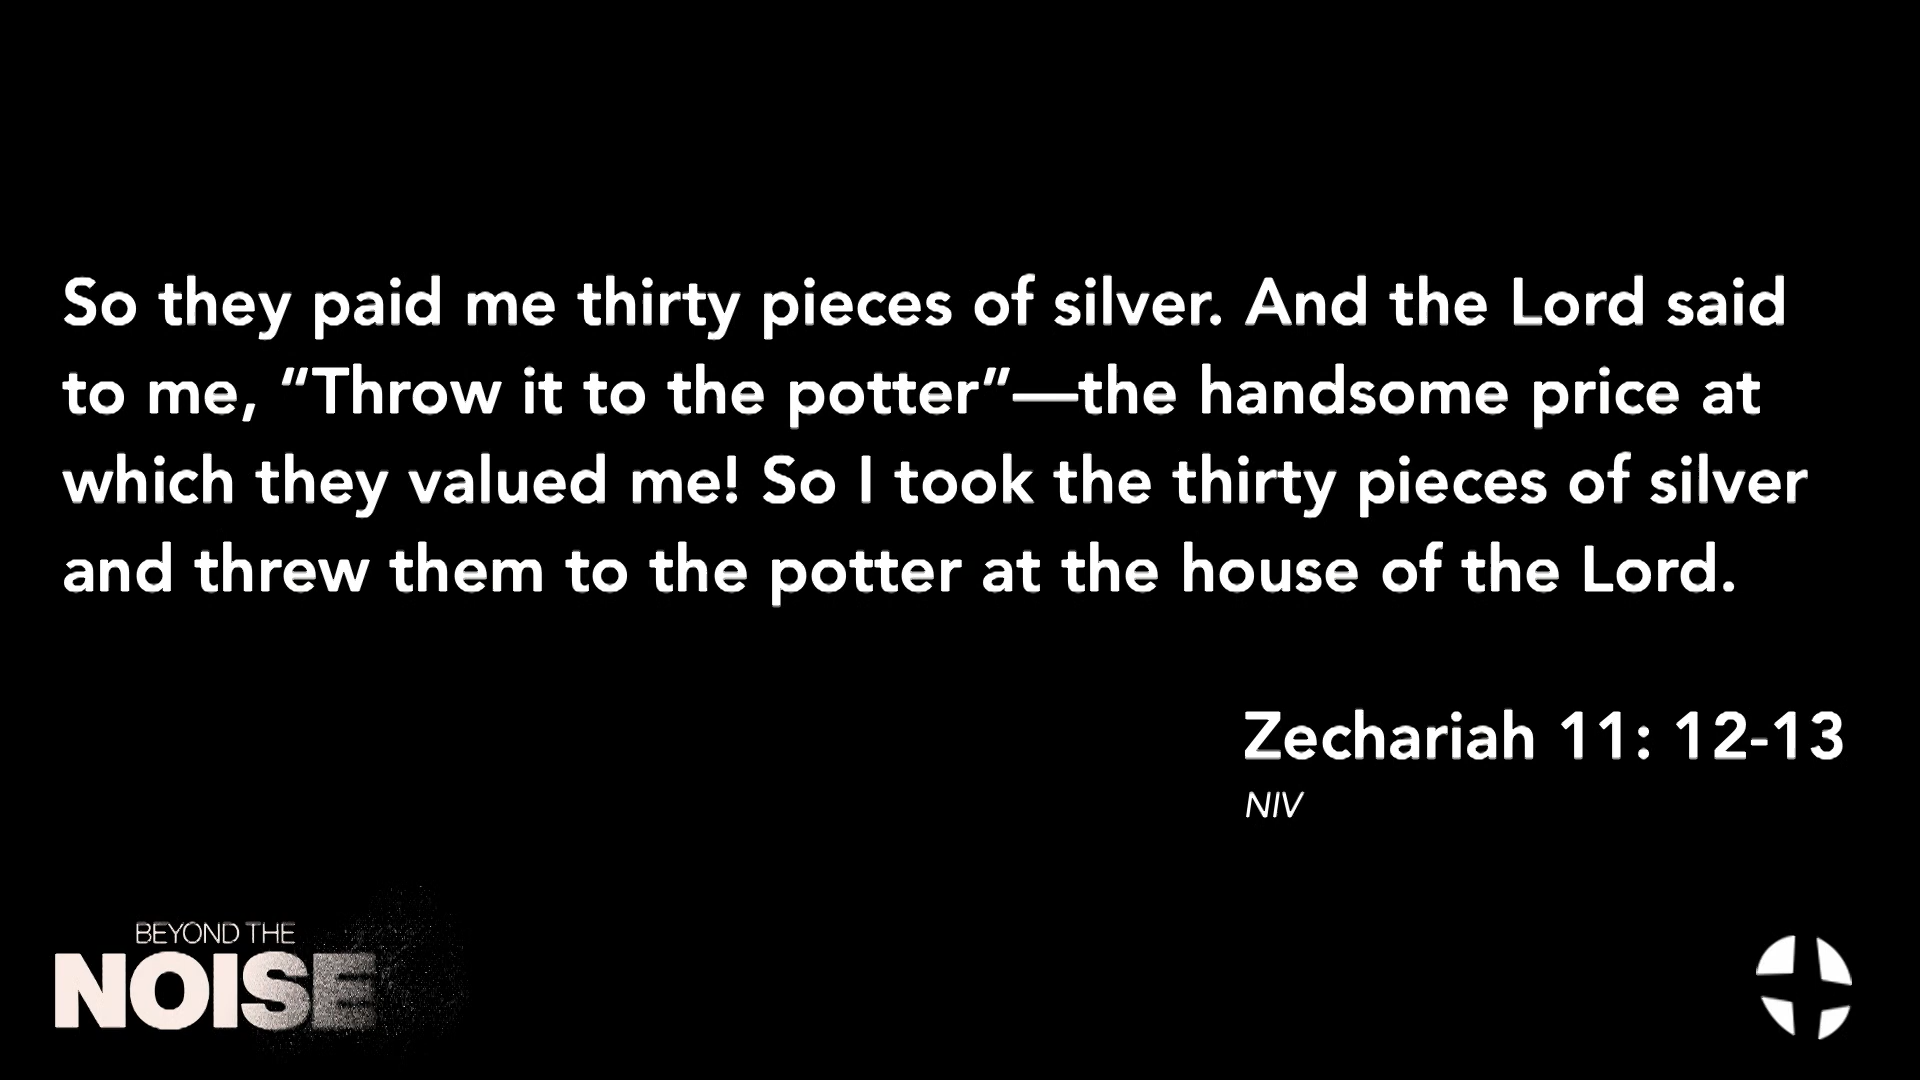 So they paid me thirty pieces of silver. And the Lord said
to me, “Throw it to the potter”—the handsome price at
which they valued me! So I took the thirty pieces of silver
and threw them to the potter at the house of the Lord.
Zechariah 11: 12-13
NIV
BEYOND THE
NOISE